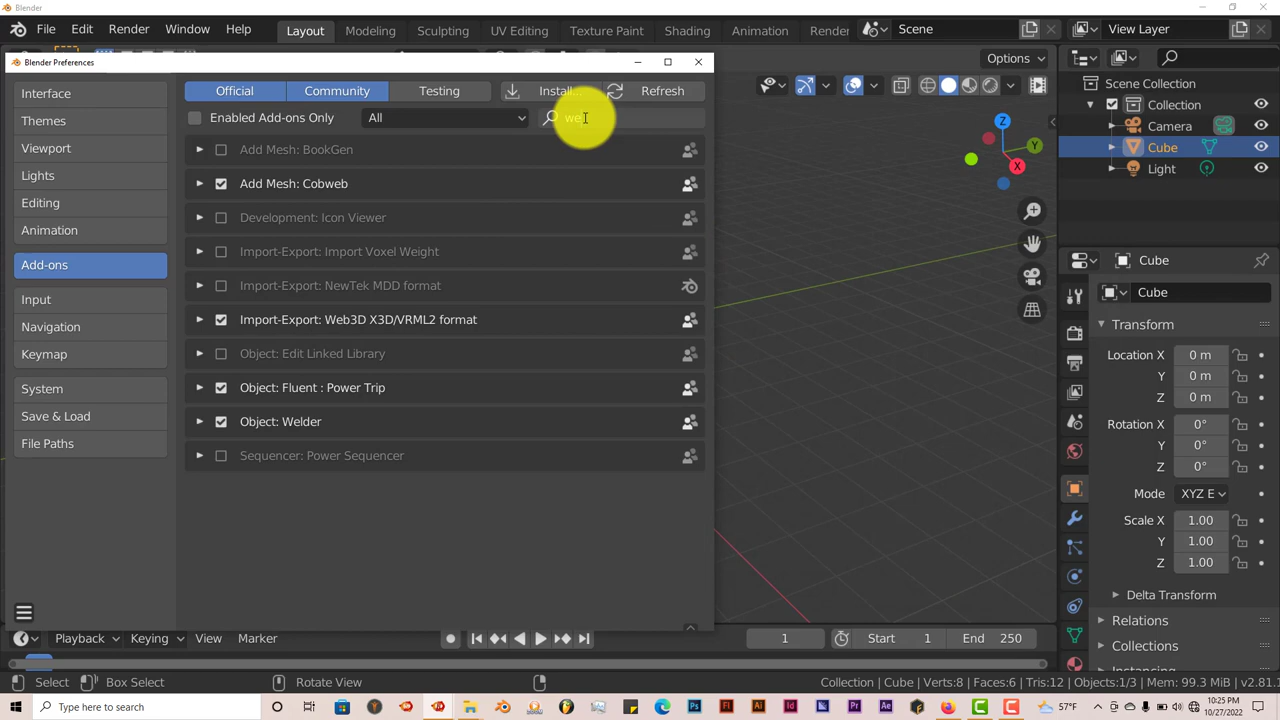 Blender
File Edit Render Window Help Layout Modeling Sculpting UV Editing Texture Paint Shading Animation Render Scene View Layer
Options
Blender Preferences
Interface
Themes
Viewport
Lights
Editing
Animation
Add-ons
Input
Navigation
Keymap
System
Save & Load
File Paths
Official Community Testing Install... Refresh
Enabled Add-ons Only All we
Add Mesh: BookGen
Add Mesh: Cobweb
Development: Icon Viewer
Import-Export: Import Voxel Weight
Import-Export: NewTek MDD format
Import-Export: Web3D X3D/VRML2 format
Object: Edit Linked Library
Object: Fluent : Power Trip
Object: Welder
Sequencer: Power Sequencer
Z
Y
X
Scene Collection
Collection
Camera
Cube
Light
Cube
Cube
Transform
Location X 0 m
Y 0 m
Z 0 m
Rotation X 0°
Y 0°
Z 0°
Mode XYZ E
Scale X 1.00
Y 1.00
Z 1.00
Delta Transform
Relations
Collections
Playback Keying View Marker 1 Start 1 End 250
Select Box Select Rotate View Collection | Cube | Verts:8 | Faces:6 | Tris:12 | Objects:1/3 | Mem: 99.3 MiB | v2.81.1
Type here to search 57°F 10:25 PM
10/27/2022